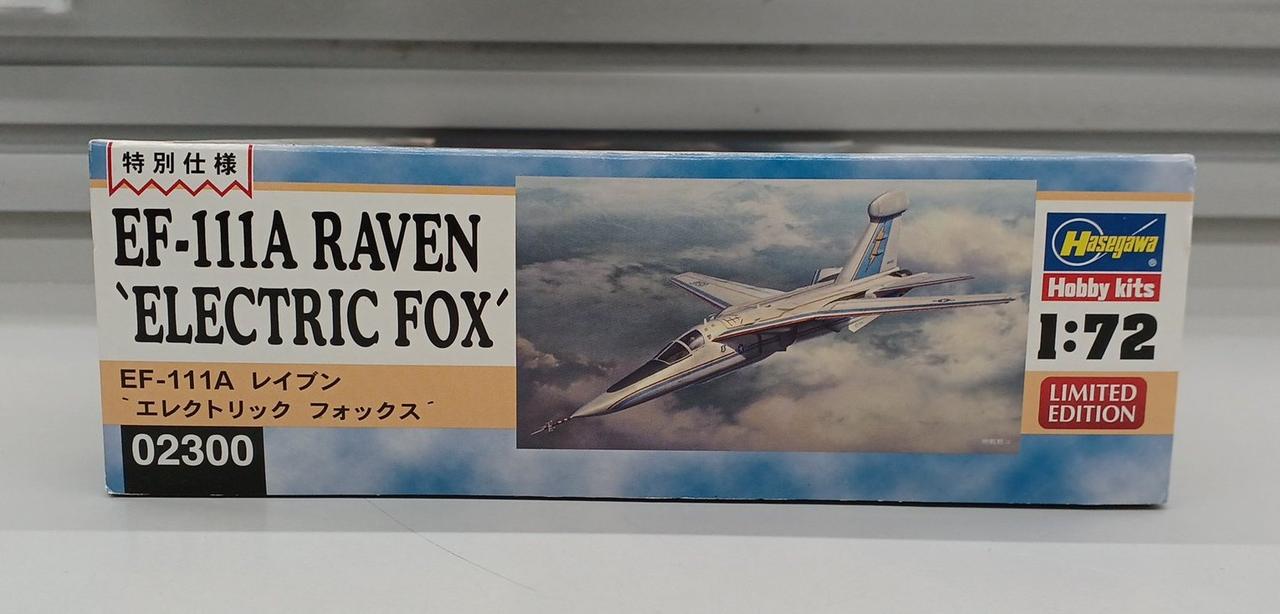 特別仕様
EF-111A RAVEN
`ELECTRIC FOX´
EF-111A レイブン
`エレクトリック フォックス´
02300
Hasegawa
Hobby kits
1:72
LIMITED
EDITION